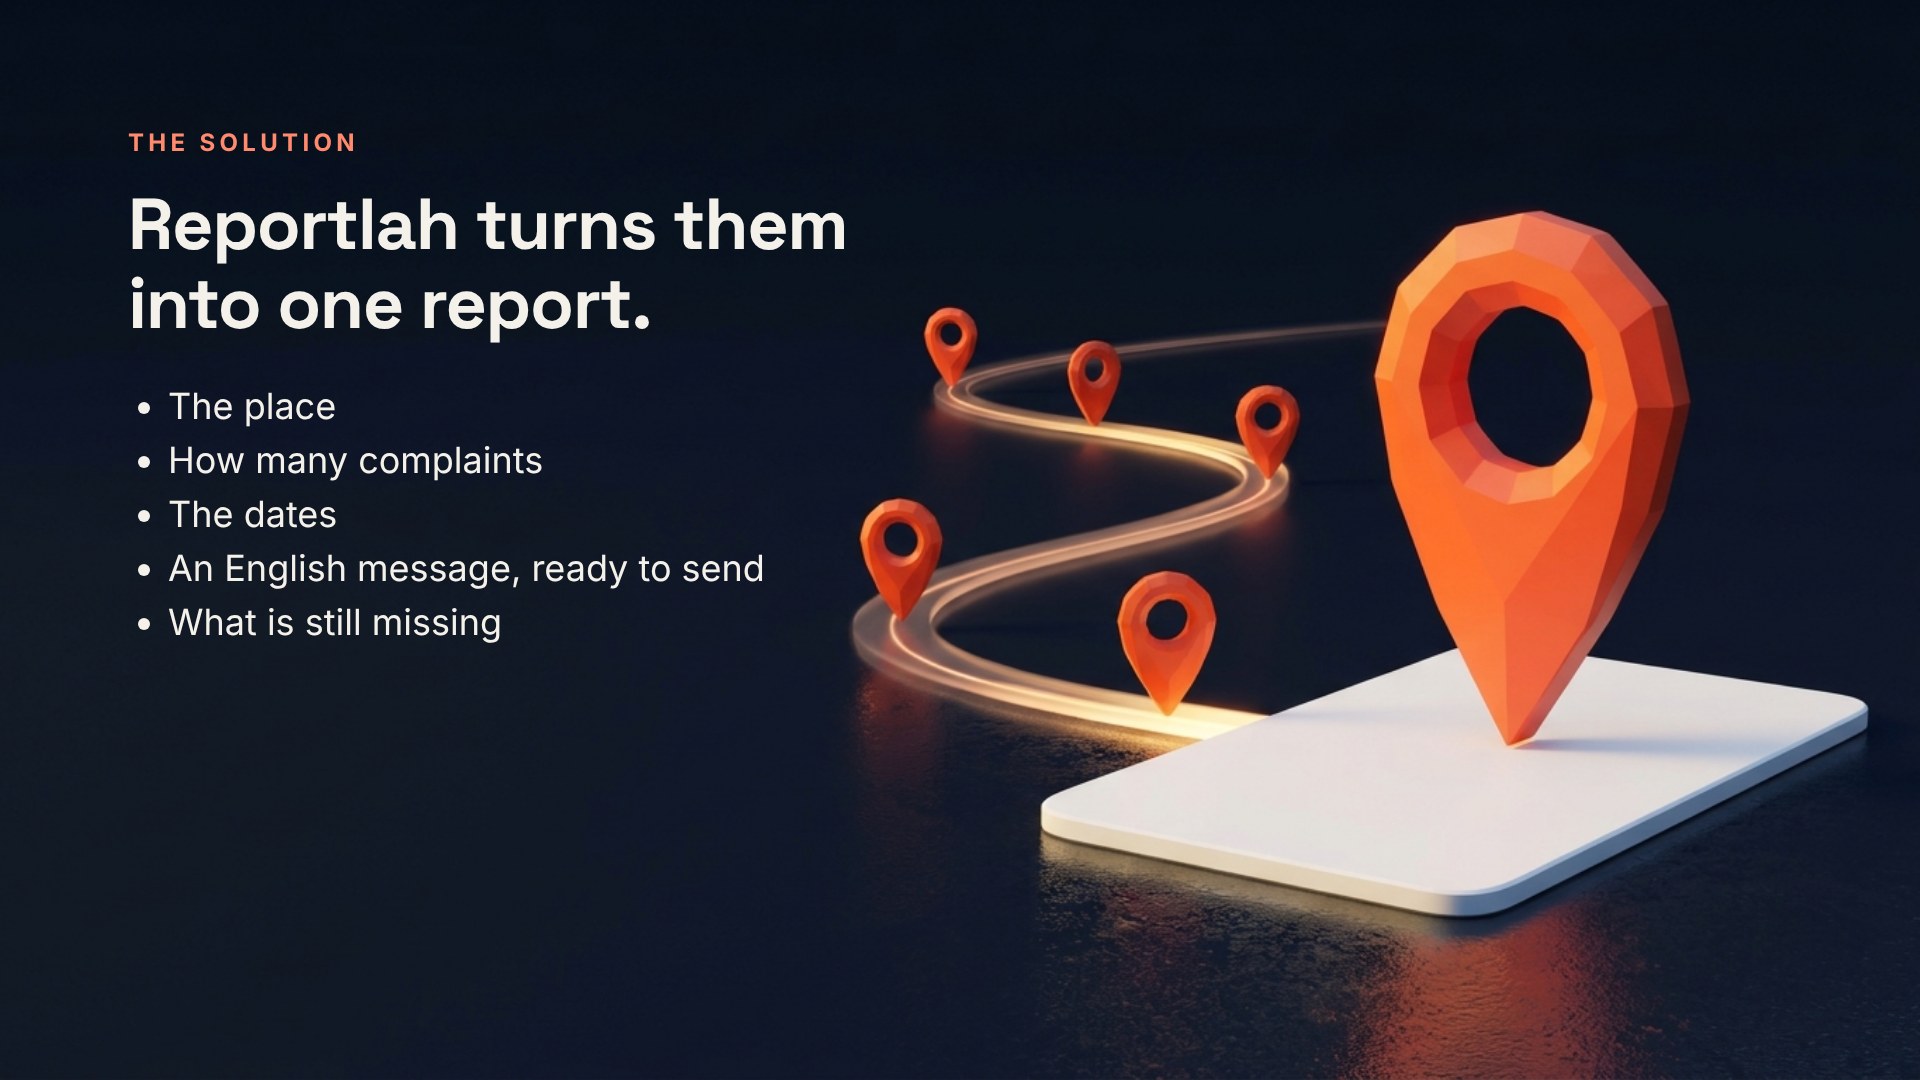 THE SOLUTION
Reportlah turns them
into one report.
• The place
• How many complaints
• The dates
• An English message, ready to send
• What is still missing